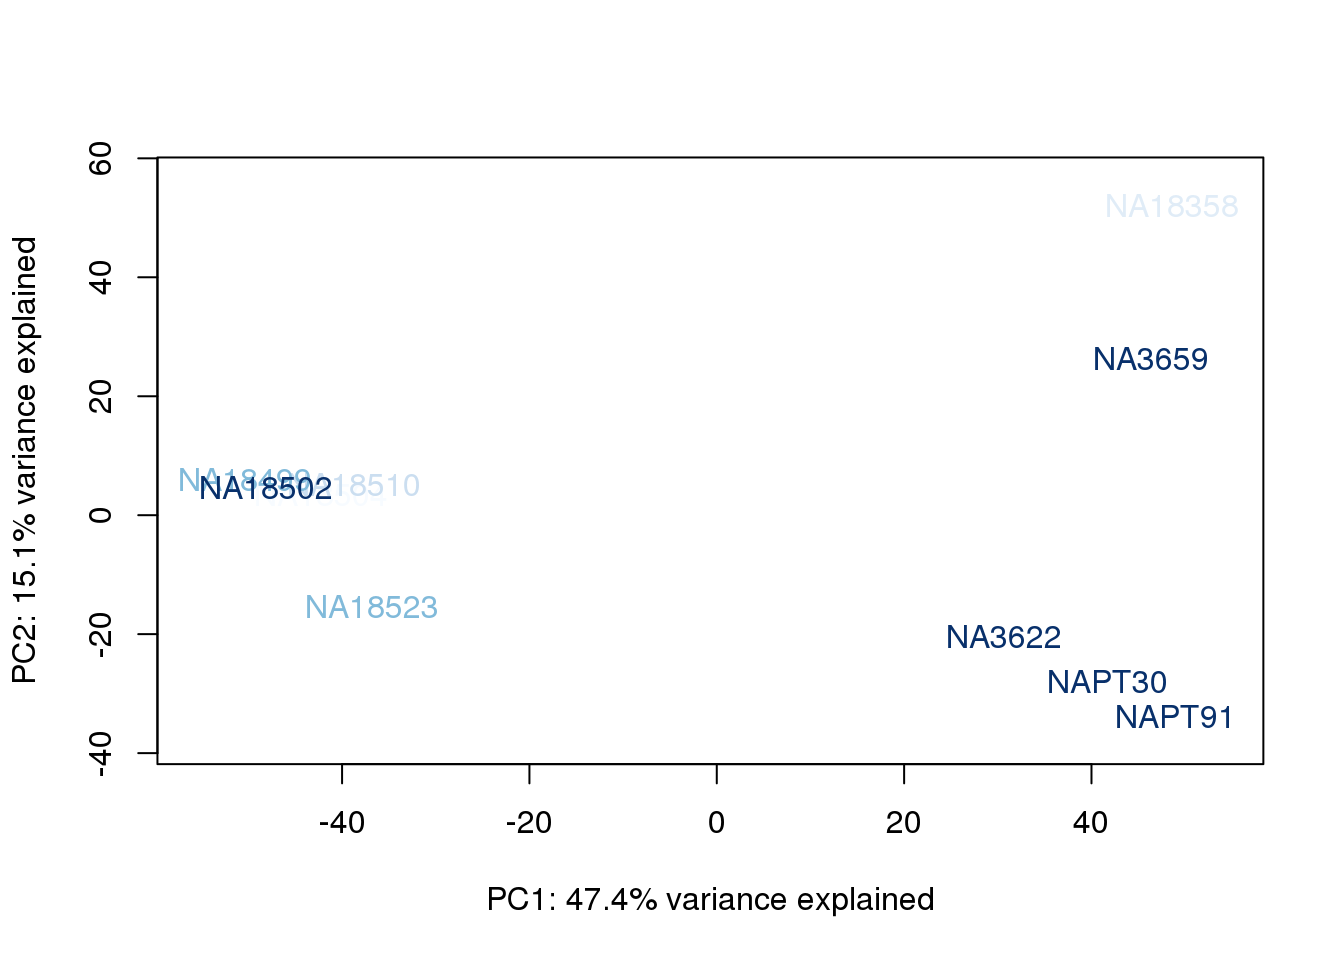 60
40
20
0
-20
-40
PC2: 15.1% variance explained
NA18358
NA3659
NA18499
NA18502
NA18523
NA3622
NAPT30
NAPT91
-40
-20
0
20
40
PC1: 47.4% variance explained